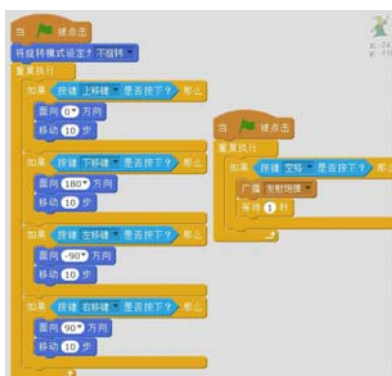 当 被点击
将旋转模式设定为 不旋转
重复执行
如果 按键 上移键 是否按下？ 那么
面向 0 方向
移动 10 步
如果 按键 下移键 是否按下？ 那么
面向 180 方向
移动 10 步
如果 按键 左移键 是否按下？ 那么
面向 -90 方向
移动 10 步
如果 按键 右移键 是否按下？ 那么
面向 90 方向
移动 10 步
当 被点击
重复执行
如果 按键 空格 是否按下？ 那么
广播 发射炮弹
等待 1 秒